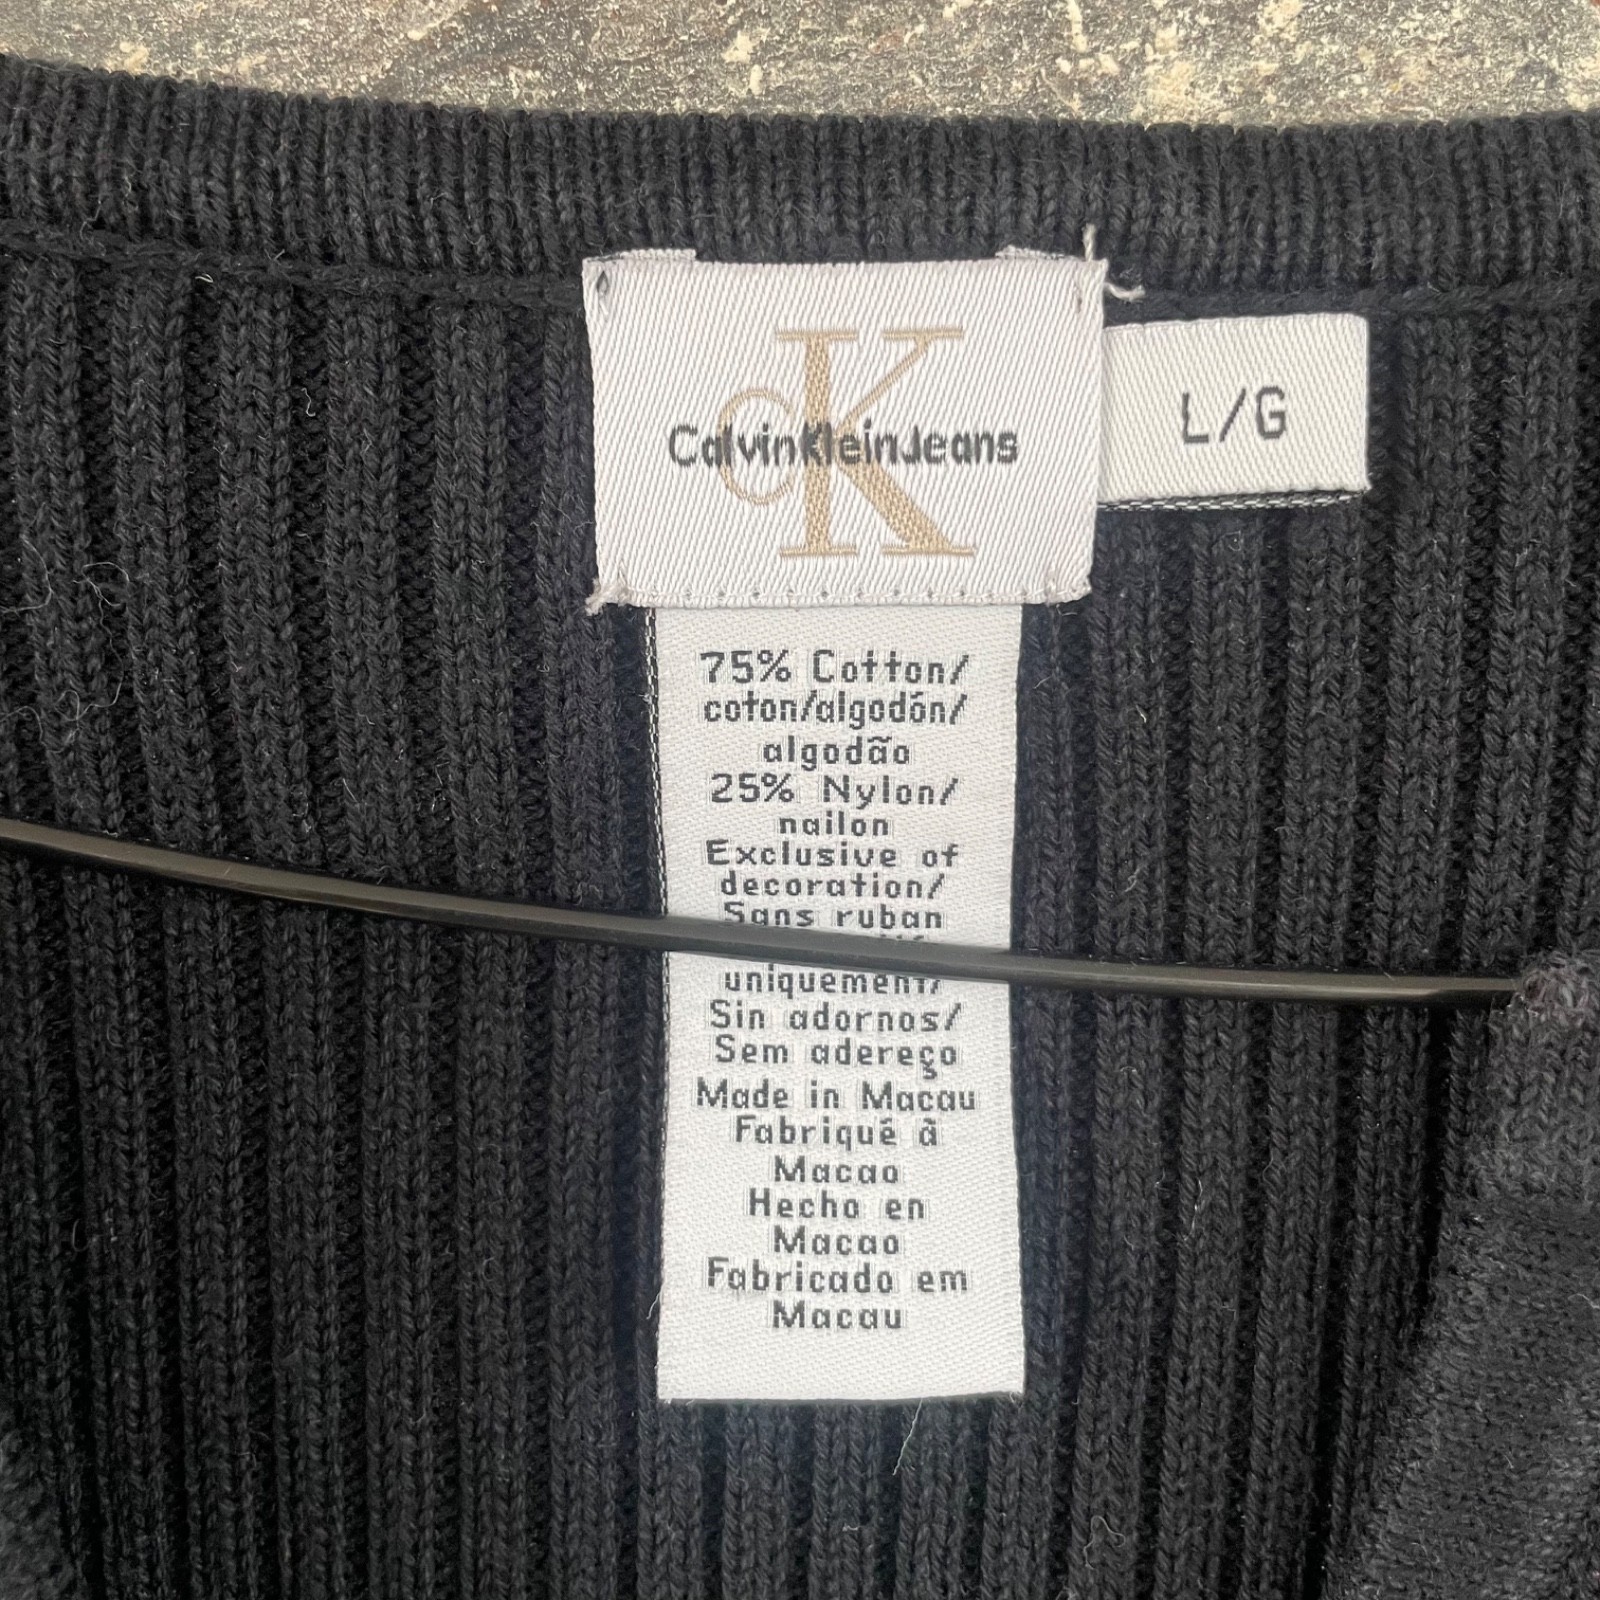 cK
CalvinKleinJeans
L/G
75% Cotton/
coton/algodón/
algodão
25% Nylon/
nailon
Exclusive of
decoration/
Sans ruban
uniquement/
Sin adornos/
Sem adereço
Made in Macau
Fabriqué à
Macao
Hecho en
Macao
Fabricado em
Macau